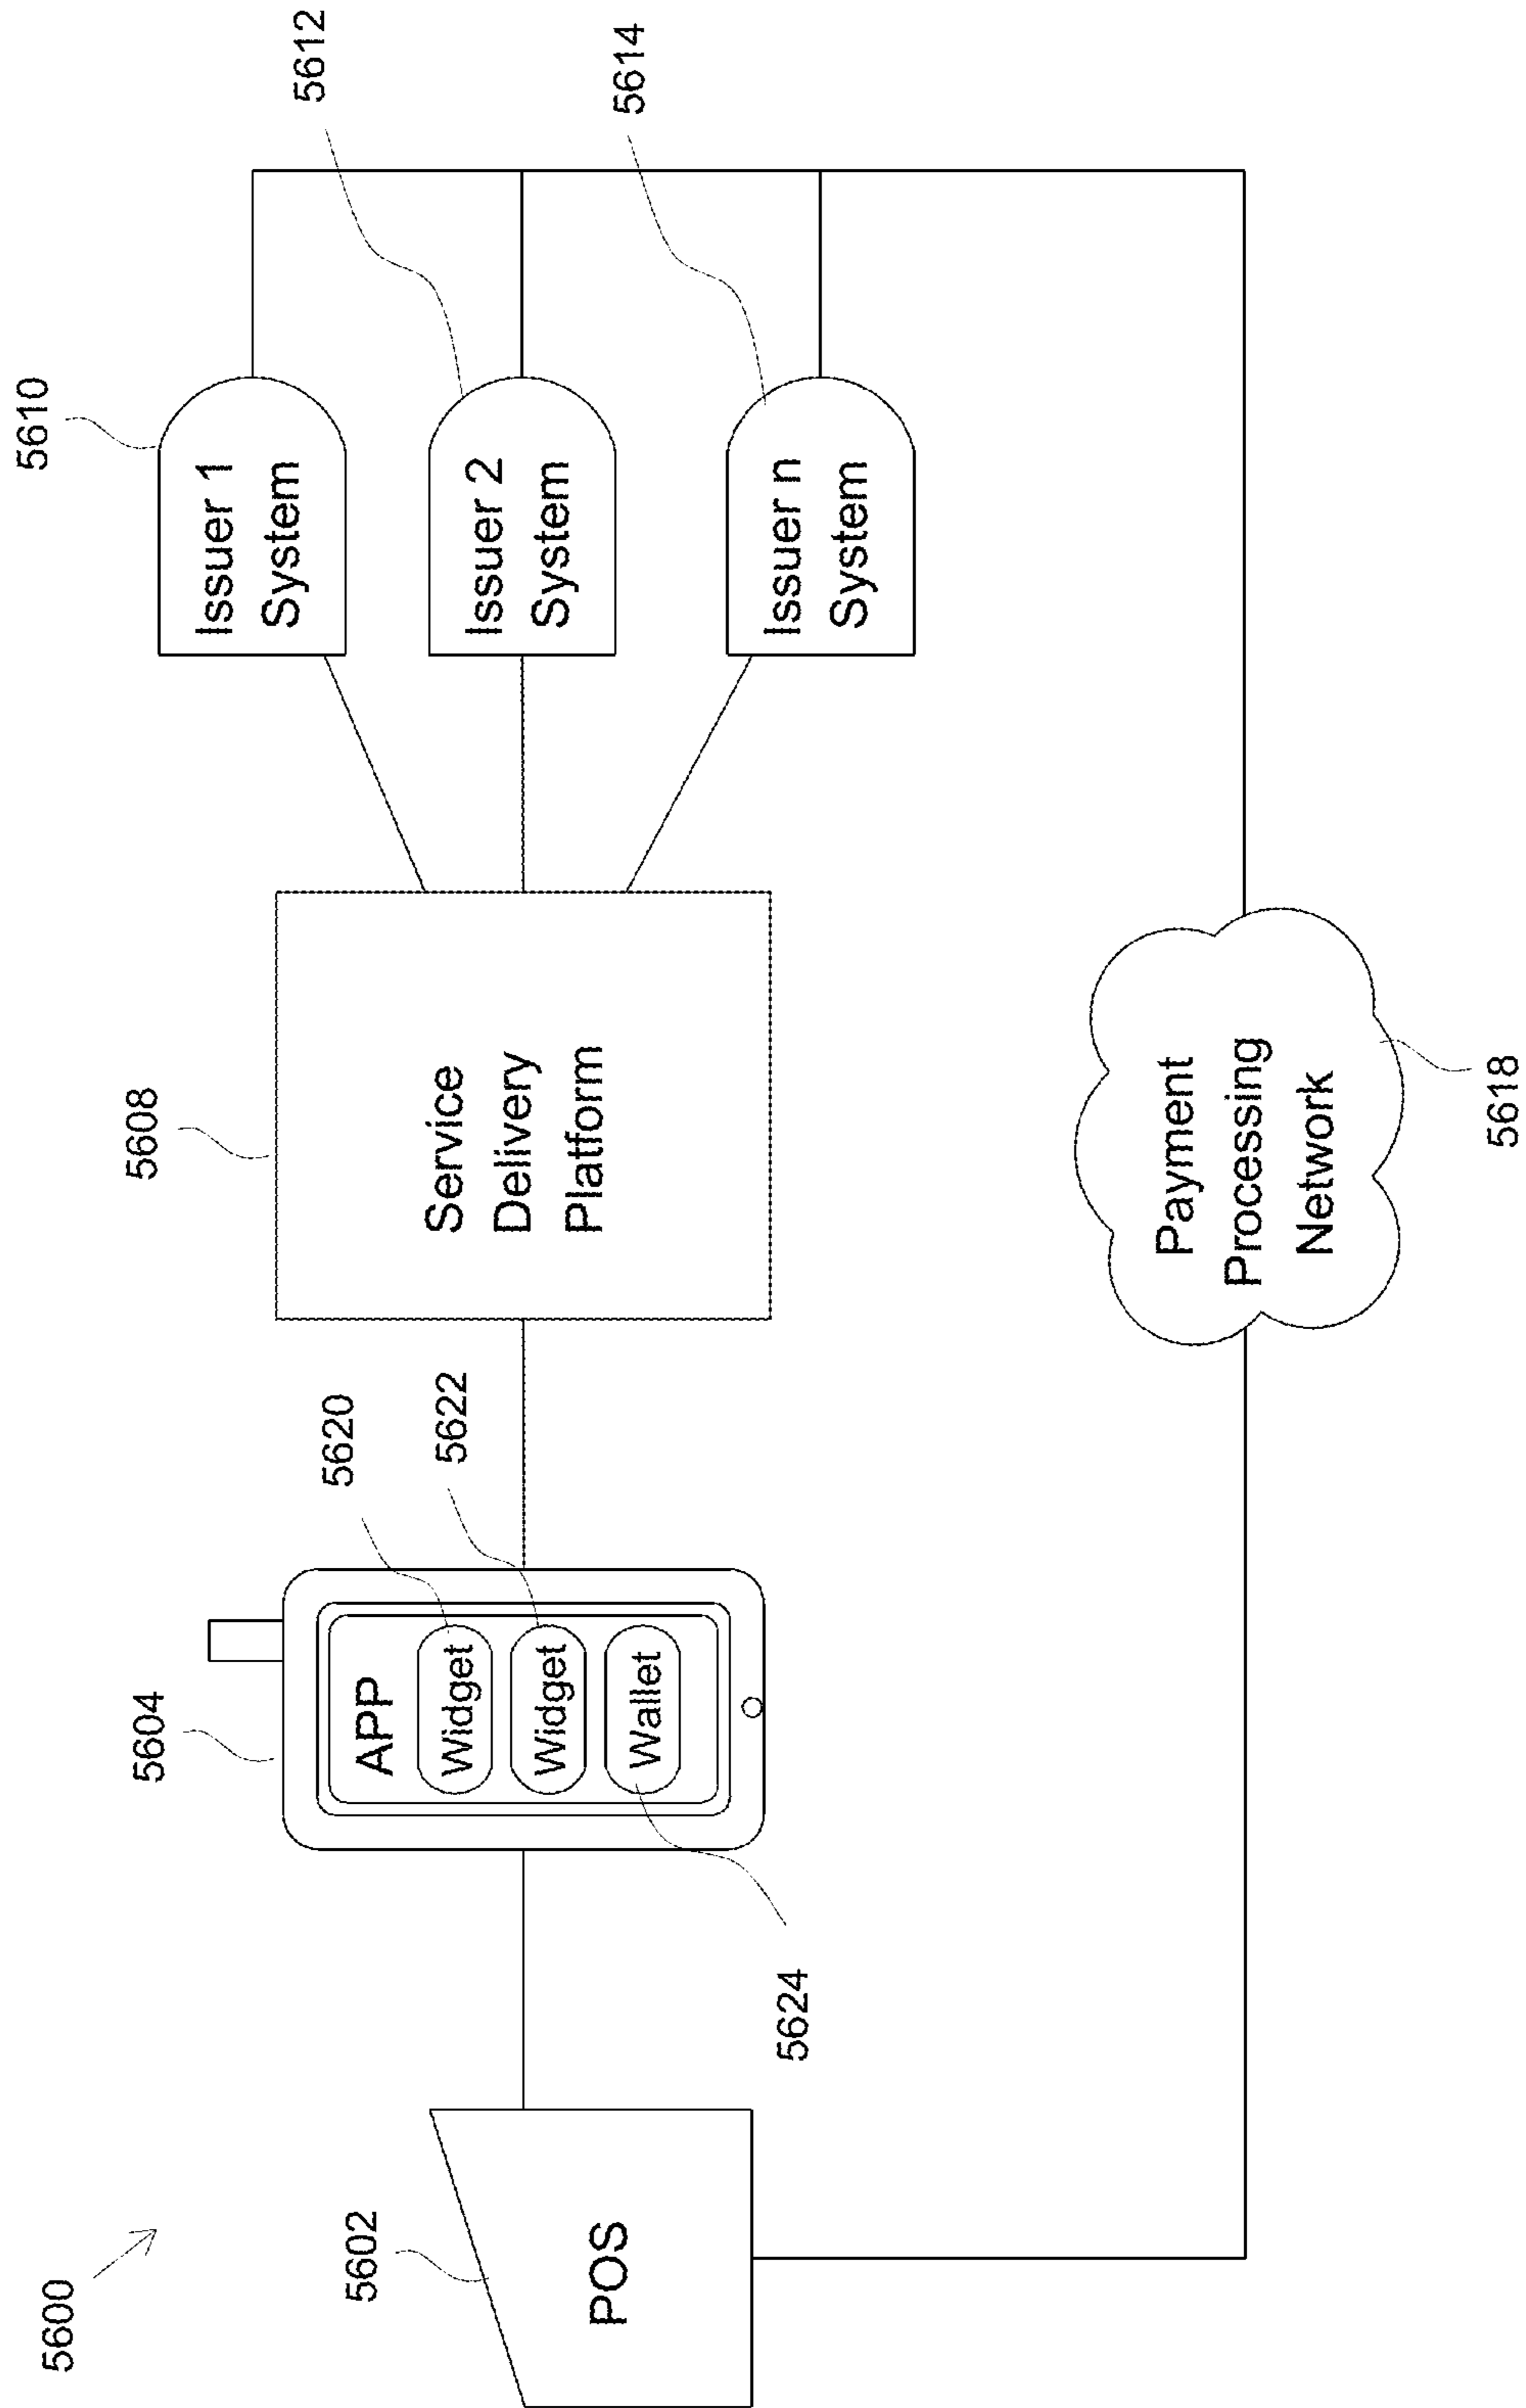 5600
5602
POS
5604
APP
Widget
Widget
Wallet
5620
5622
5624
5608
Service
Delivery
Platform
5610
Issuer 1
System
5612
Issuer 2
System
5614
Issuer n
System
Payment
Processing
Network
5618